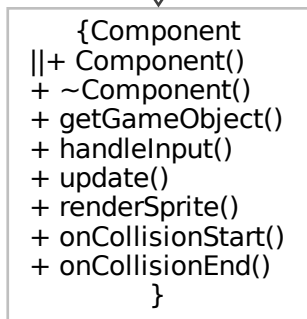 {Component
||+ Component()
+ ~Component()
+ getGameObject()
+ handleInput()
+ update()
+ renderSprite()
+ onCollisionStart()
+ onCollisionEnd()
}